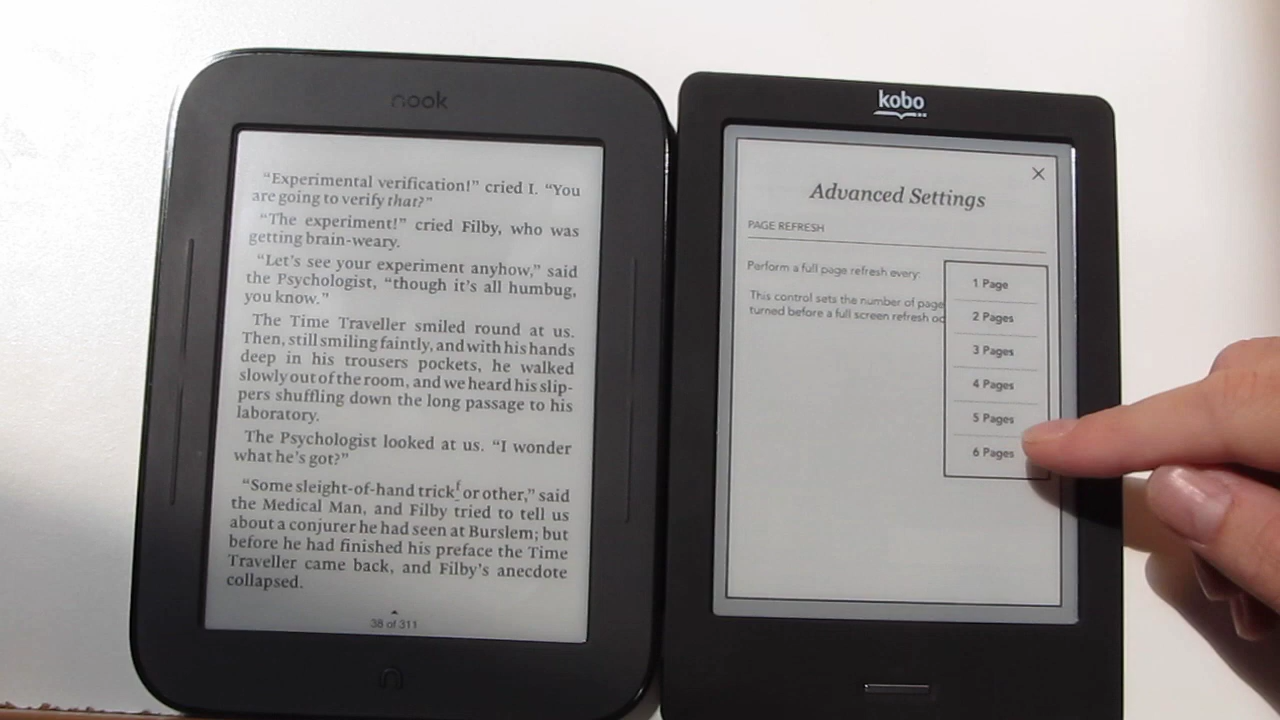 nook
“Experimental verification!” cried I. “You
are going to verify that?”
“The experiment!” cried Filby, who was
getting brain-weary.
“Let’s see your experiment anyhow,” said
the Psychologist, “though it’s all humbug,
you know.”
The Time Traveller smiled round at us.
Then, still smiling faintly, and with his hands
deep in his trousers pockets, he walked
slowly out of the room, and we heard his slip-
pers shuffling down the long passage to his
laboratory.
The Psychologist looked at us. “I wonder
what he’s got?”
“Some sleight-of-hand trick or other,” said
the Medical Man, and Filby tried to tell us
about a conjurer he had seen at Burslem; but
before he had finished his preface the Time
Traveller came back, and Filby’s anecdote
collapsed.
38 of 311
kobo
Advanced Settings
PAGE REFRESH
Perform a full page refresh every:
This control sets the number of page
turned before a full screen refresh oc
1 Page
2 Pages
3 Pages
4 Pages
5 Pages
6 Pages